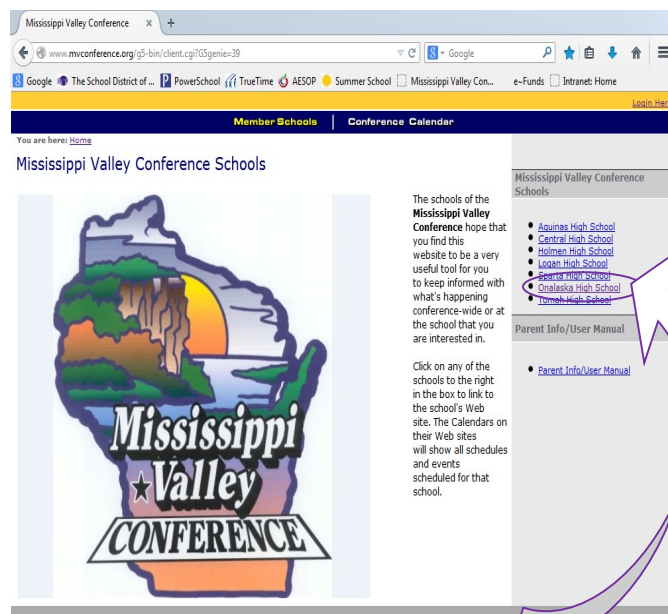 Mississippi Valley Conference × +
www.mvconference.org/g5-bin/client.cgi?G5genie=39 8 Google
8 Google The School District of ... P PowerSchool TrueTime AESOP Summer School Mississippi Valley Con... e~Funds Intranet: Home
Login Her
Member Schools | Conference Calendar
You are here: Home
Mississippi Valley Conference Schools
The schools of the
Mississippi Valley
Conference hope that
you find this
website to be a very
useful tool for you
to keep informed with
what's happening
conference-wide or at
the school that you
are interested in.
Click on any of the
schools to the right
in the box to link to
the school's Web
site. The Calendars on
their Web sites
will show all schedules
and events
scheduled for that
school.
Mississippi
Valley
CONFERENCE
Mississippi Valley Conference
Schools
Aquinas High School
Central High School
Holmen High School
Logan High School
Sparta High School
Onalaska High School
Tomah High School
Parent Info/User Manual
Parent Info/User Manual